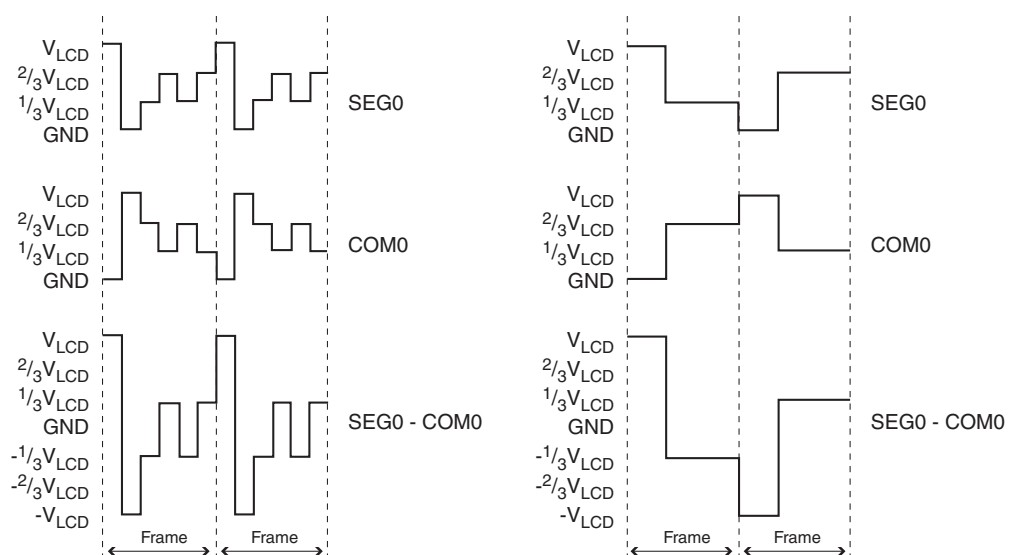 V_LCD
2/3V_LCD
1/3V_LCD
GND
SEG0
V_LCD
2/3V_LCD
1/3V_LCD
GND
COM0
V_LCD
2/3V_LCD
1/3V_LCD
GND
-1/3V_LCD
-2/3V_LCD
-V_LCD
SEG0 - COM0
Frame
Frame
V_LCD
2/3V_LCD
1/3V_LCD
GND
SEG0
V_LCD
2/3V_LCD
1/3V_LCD
GND
COM0
V_LCD
2/3V_LCD
1/3V_LCD
GND
-1/3V_LCD
-2/3V_LCD
-V_LCD
SEG0 - COM0
Frame
Frame